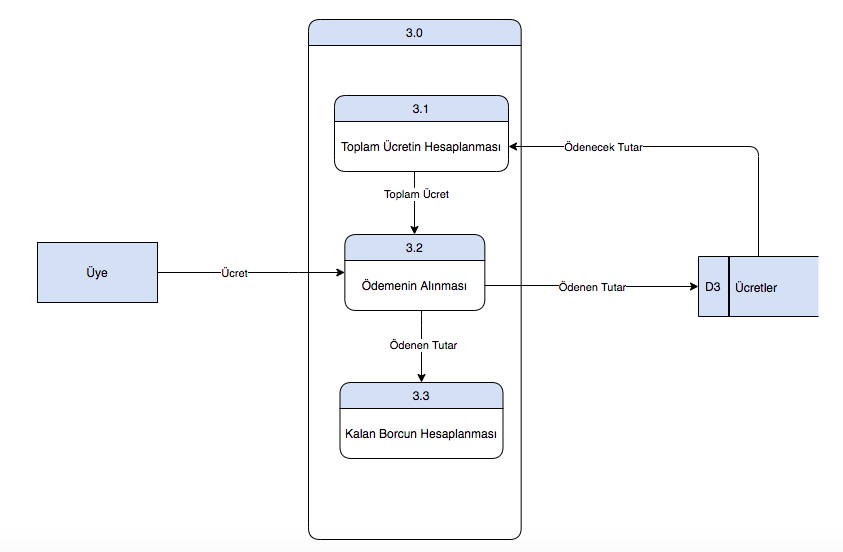 3.0
3.1
Toplam Ücretin Hesaplanması
Ödenecek Tutar
Toplam Ücret
3.2
Üye
Ücret
Ödemenin Alınması
Ödenen Tutar
D3
Ücretler
Ödenen Tutar
3.3
Kalan Borcun Hesaplanması